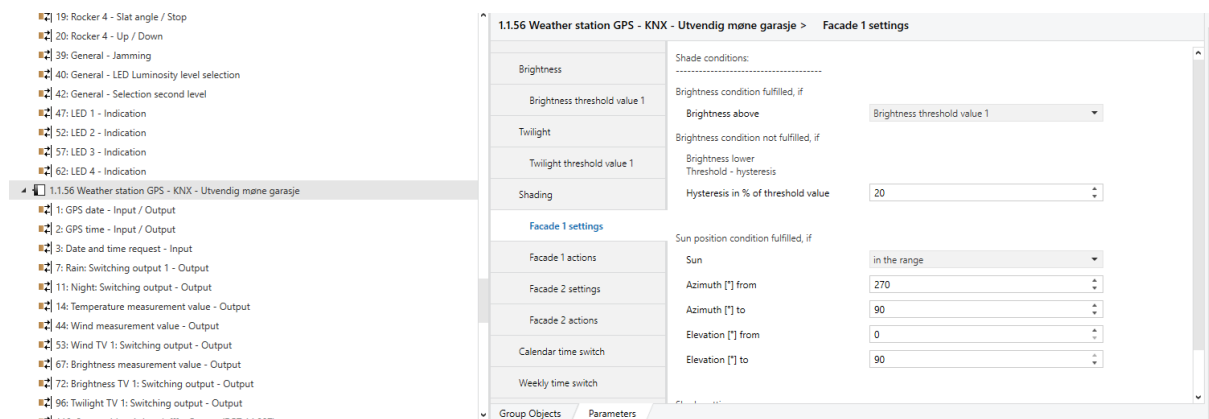 19: Rocker 4 - Slat angle / Stop
20: Rocker 4 - Up / Down
39: General - Jamming
40: General - LED Luminosity level selection
42: General - Selection second level
47: LED 1 - Indication
52: LED 2 - Indication
57: LED 3 - Indication
62: LED 4 - Indication
1.1.56 Weather station GPS - KNX - Utvendig møne garasje
1: GPS date - Input / Output
2: GPS time - Input / Output
3: Date and time request - Input
7: Rain: Switching output 1 - Output
11: Night: Switching output - Output
14: Temperature measurement value - Output
44: Wind measurement value - Output
53: Wind TV 1: Switching output - Output
67: Brightness measurement value - Output
72: Brightness TV 1: Switching output - Output
96: Twilight TV 1: Switching output - Output
1.1.56 Weather station GPS - KNX - Utvendig møne garasje > Facade 1 settings
Brightness
Brightness threshold value 1
Twilight
Twilight threshold value 1
Shading
Facade 1 settings
Facade 1 actions
Facade 2 settings
Facade 2 actions
Calendar time switch
Weekly time switch
Shade conditions:
-------------------------------------
Brightness condition fulfilled, if
Brightness above Brightness threshold value 1
Brightness condition not fulfilled, if
Brightness lower
Threshold - hysteresis
Hysteresis in % of threshold value 20
Sun position condition fulfilled, if
Sun in the range
Azimuth [°] from 270
Azimuth [°] to 90
Elevation [°] from 0
Elevation [°] to 90
Group Objects Parameters